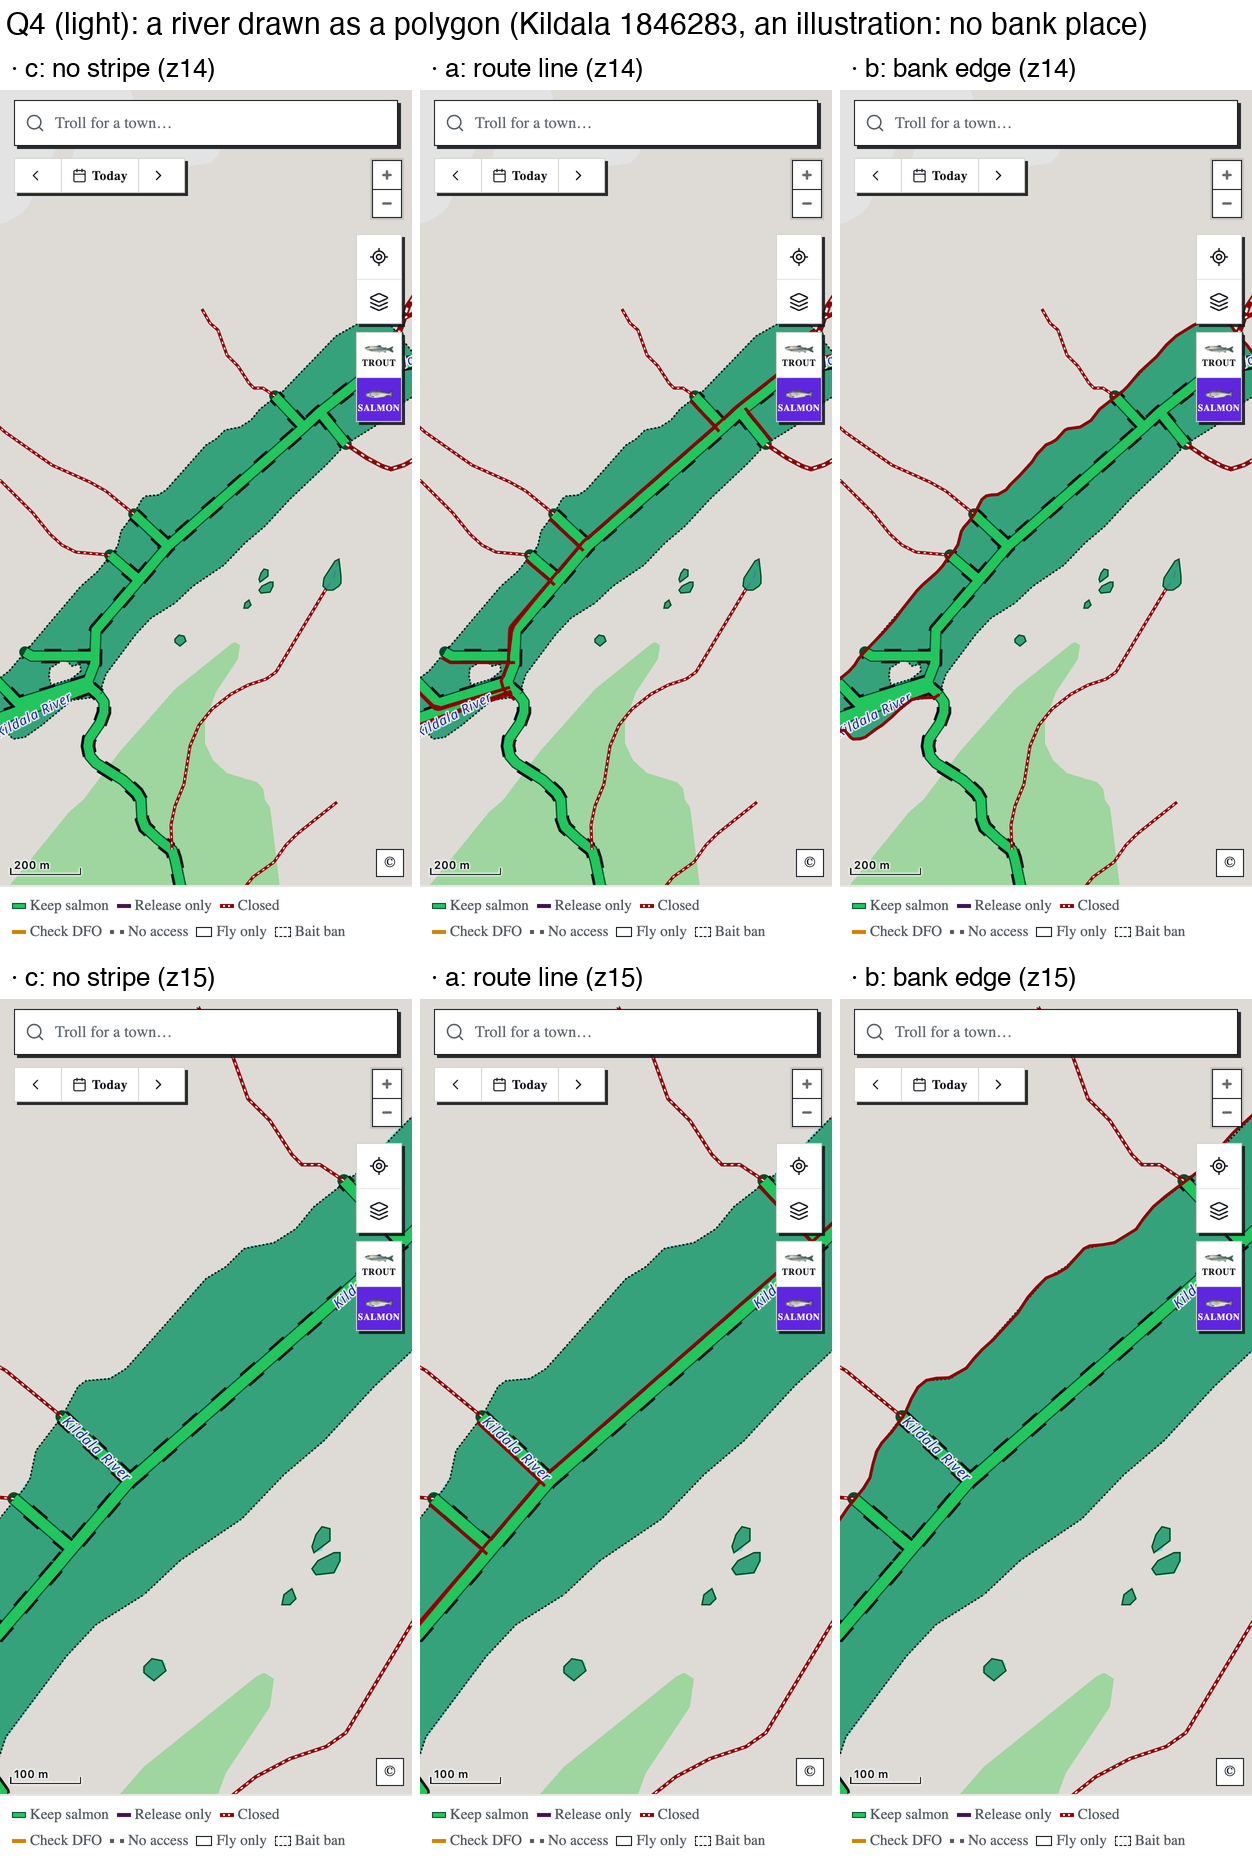 Q4 (light): a river drawn as a polygon (Kildala 1846283, an illustration: no bank place)
· c: no stripe (z14)
· a: route line (z14)
· b: bank edge (z14)
Troll for a town…
Troll for a town…
Troll for a town…
Today
Today
Today
TROUT
SALMON
TROUT
SALMON
TROUT
SALMON
Kildala River
Kildala River
Kildala River
200 m
©
200 m
©
200 m
©
Keep salmon Release only Closed
Check DFO No access Fly only Bait ban
Keep salmon Release only Closed
Check DFO No access Fly only Bait ban
Keep salmon Release only Closed
Check DFO No access Fly only Bait ban
· c: no stripe (z15)
· a: route line (z15)
· b: bank edge (z15)
Troll for a town…
Troll for a town…
Troll for a town…
Today
Today
Today
TROUT
SALMON
TROUT
SALMON
TROUT
SALMON
Kild
Kild
Kild
Kildala River
Kildala River
Kildala River
100 m
©
100 m
©
100 m
©
Keep salmon Release only Closed
Check DFO No access Fly only Bait ban
Keep salmon Release only Closed
Check DFO No access Fly only Bait ban
Keep salmon Release only Closed
Check DFO No access Fly only Bait ban